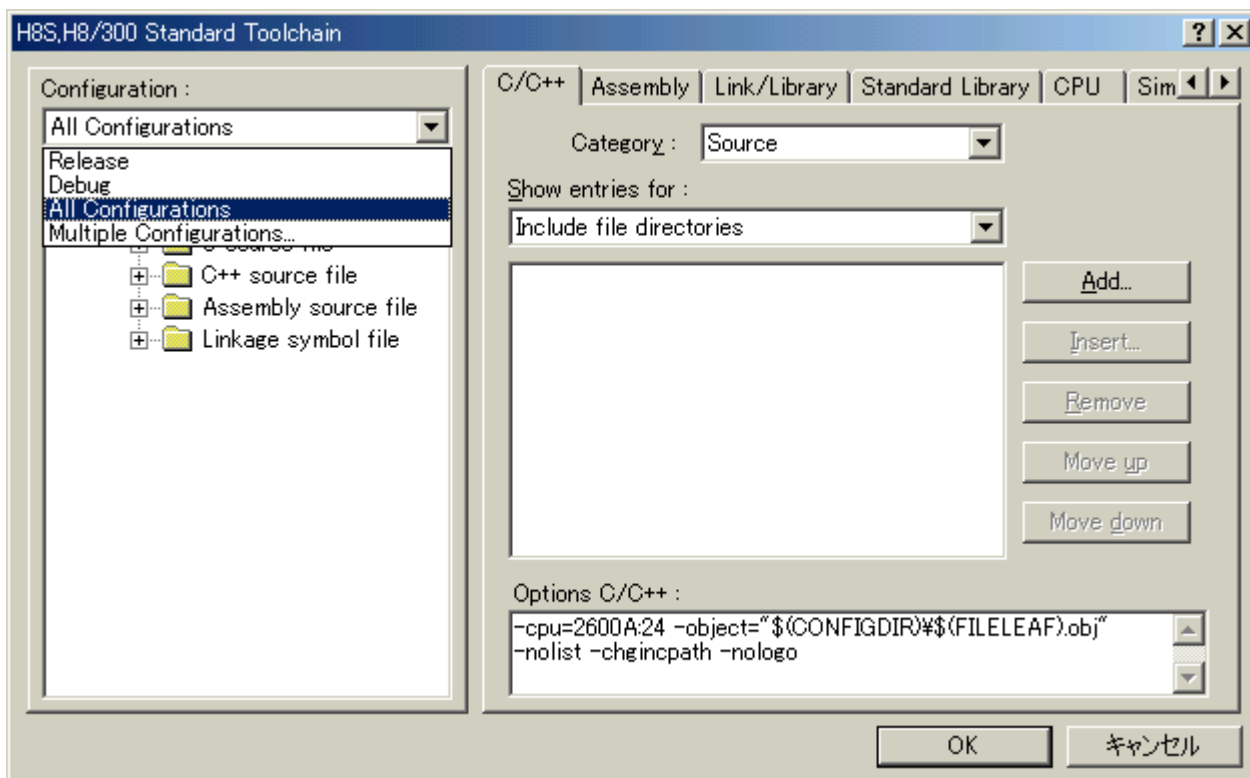 H8S,H8/300 Standard Toolchain
Configuration :
All Configurations
Release
Debug
All Configurations
Multiple Configurations...
C++ source file
Assembly source file
Linkage symbol file
C/C++
Assembly
Link/Library
Standard Library
CPU
Sim
Category :
Source
Show entries for :
Include file directories
Add...
Insert...
Remove
Move up
Move down
Options C/C++ :
-cpu=2600A:24 -object="$(CONFIGDIR)¥$(FILELEAF).obj"
-nolist -chgincpath -nologo
OK
キャンセル